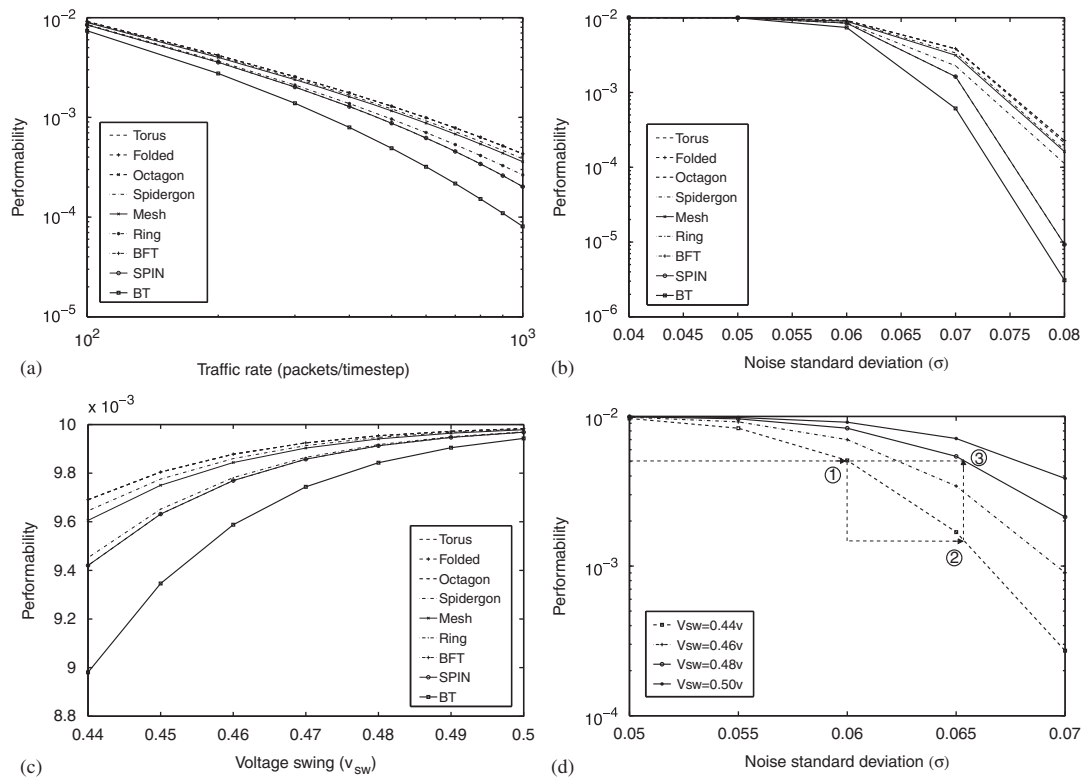 10⁻²
10⁻³
10⁻⁴
10⁻⁵
Performability
Torus
Folded
Octagon
Spidergon
Mesh
Ring
BFT
SPIN
BT
10²
10³
(a)
Traffic rate (packets/timestep)
10⁻²
10⁻³
10⁻⁴
10⁻⁵
10⁻⁶
Performability
Torus
Folded
Octagon
Spidergon
Mesh
Ring
BFT
SPIN
BT
0.04 0.045 0.05 0.055 0.06 0.065 0.07 0.075 0.08
(b)
Noise standard deviation (σ)
x 10⁻³
10
9.8
9.6
9.4
9.2
9
8.8
Performability
Torus
Folded
Octagon
Spidergon
Mesh
Ring
BFT
SPIN
BT
0.44 0.45 0.46 0.47 0.48 0.49 0.5
(c)
Voltage swing (v_sw)
10⁻²
10⁻³
10⁻⁴
Performability
①
③
②
Vsw=0.44v
Vsw=0.46v
Vsw=0.48v
Vsw=0.50v
0.05 0.055 0.06 0.065 0.07
(d)
Noise standard deviation (σ)